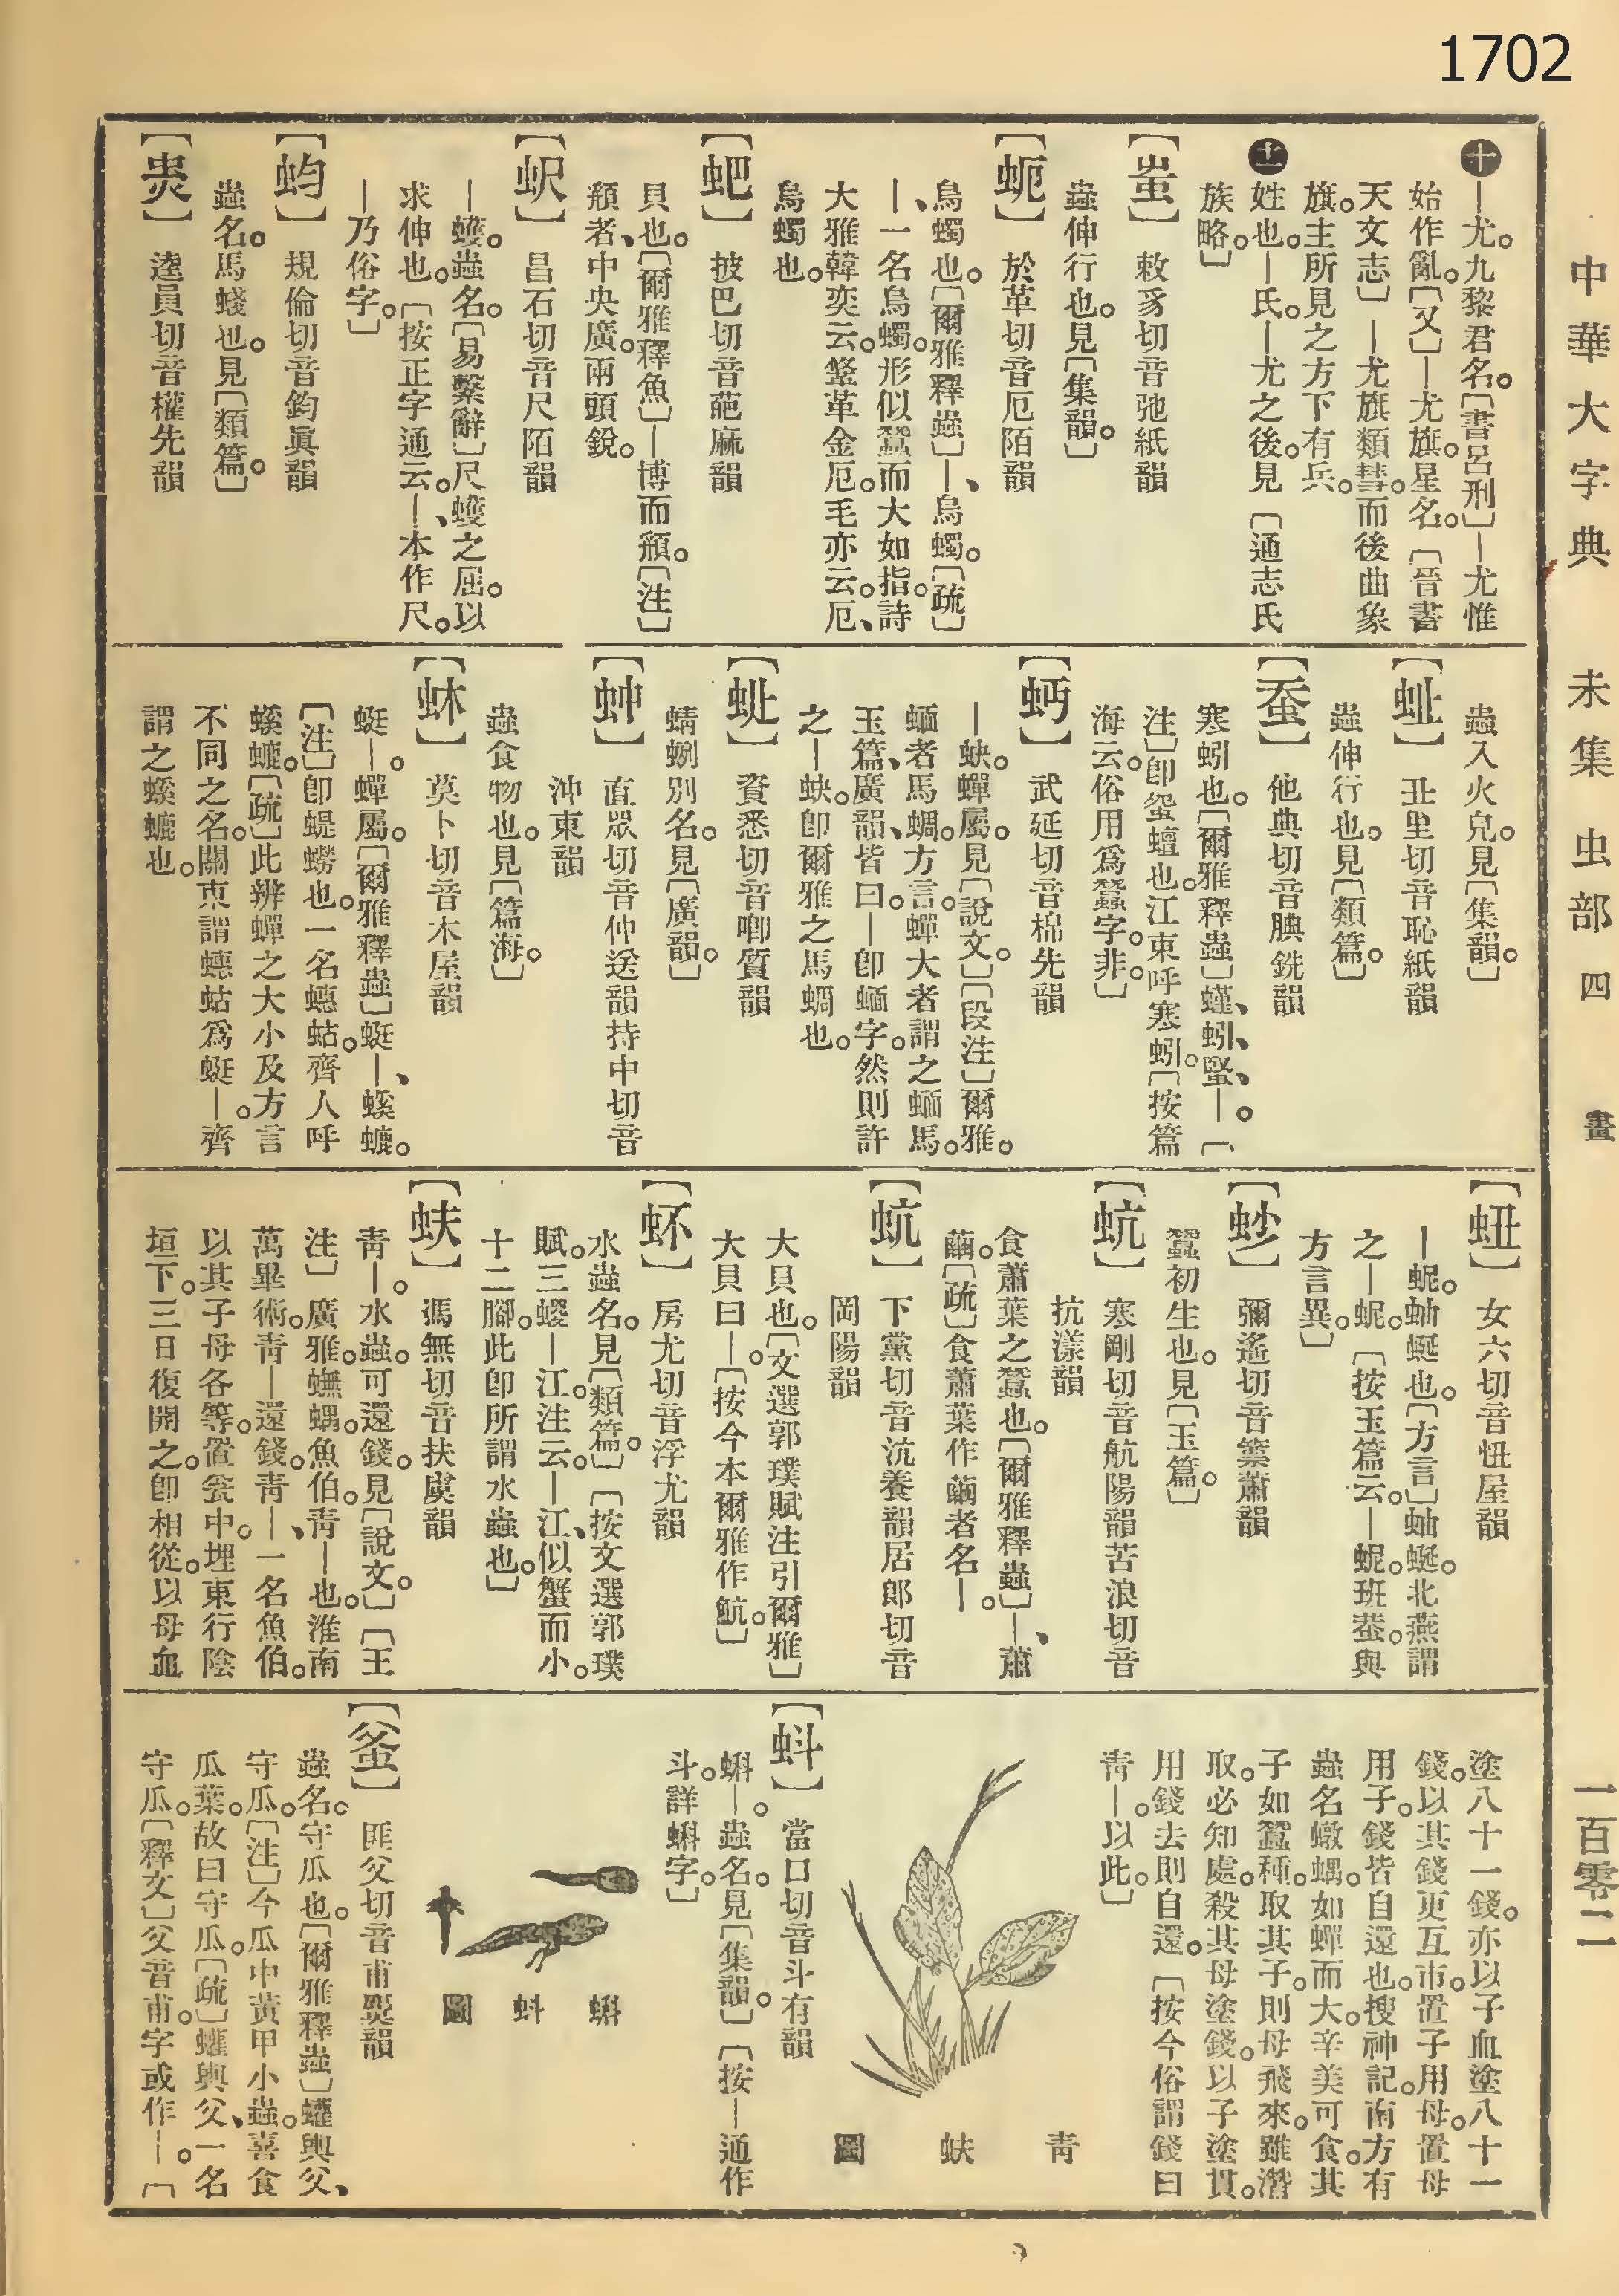 1702
中華大字典 未集 虫部 四畫 一百零二
⊕—尤。九黎君名。〔書呂刑〕—尤惟
始作亂。〔又〕—尤旗。星名。〔晉書
天文志〕—尤旗類彗。而後曲象
旗。主所見之方下有兵。
⑪姓也。—氏。—尤之後。見〔通志氏
族略。〕
【蚩】敕豸切音弛紙韻
蟲伸行也。見〔集韻。〕
【蚅】於革切音厄陌韻
烏蠋也。〔爾雅釋蟲〕—、烏蠋。〔疏〕
—、一名烏蠋。形似蠶而大如指。詩
大雅韓奕云。鞗革金厄。毛亦云。厄、
烏蠋也。
【蚆】披巴切音葩麻韻
貝也。〔爾雅釋魚〕—博而頯。〔注〕
頯者、中央廣。兩頭銳。
【蚇】昌石切音尺陌韻
—蠖。蟲名。〔易繫辭〕尺蠖之屈。以
求伸也。〔按正字通云。—、本作尺。
—乃俗字。〕
【蚐】規倫切音鈞眞韻
蟲名。馬蠽也。見〔類篇。〕
【蚠】逵員切音權先韻
蟲入火皃。見〔集韻。〕
【蚩】丑里切音恥紙韻
蟲伸行也。見〔類篇。〕
【蚕】他典切音腆銑韻
寒蚓也。〔爾雅釋蟲〕螼、蚓、豎—。〔
注〕卽䖤蟺也。江東呼寒蚓。〔按篇
海云。俗用爲蠶字。非。〕
【蚂】武延切音棉先韻
—蚗。蟬屬。見〔說文。〕〔段注〕爾雅。
蝒者馬蜩。方言。蟬大者謂之蝒馬。
玉篇、廣韻、皆曰。—卽蝒字。然則許
之—蚗。卽爾雅之馬蜩也。
【蚍】資悉切音喞質韻
蜻蛚別名。見〔廣韻。〕
【蚛】直眾切音仲送韻持中切音
沖東韻
蟲食物也。見〔篇海。〕
【蚞】莫卜切音木屋韻
蜓—。蟬屬。〔爾雅釋蟲〕蜓—、螇螰。
〔注〕卽蝭蟧也。一名蟪蛄。齊人呼
螇螰。〔疏〕此辨蟬之大小及方言
不同之名。關東謂蟪蛄爲蜓—。齊
謂之螇螰也。
【蚭】女六切音忸屋韻
—蚭。蚰蜒也。〔方言〕蚰蜒。北燕謂
之—蚭。〔按玉篇云。—蚭。班蝥。與
方言異。〕
【蛥】彌遙切音篻蕭韻
蠶初生也。見〔玉篇。〕
【蚢】寒剛切音航陽韻苦浪切音
抗漾韻
食蕭葉之蠶也。〔爾雅釋蟲〕—、蕭
繭。〔疏〕食蕭葉作繭者名—。
【蚢】下黨切音沆養韻居郞切音
岡陽韻
大貝也。〔文選郭璞賦注引爾雅〕
大貝曰—。〔按今本爾雅作魧。〕
【蚽】房尤切音浮尤韻
水蟲名。見〔類篇。〕〔按文選郭璞
賦。三蝬—江。注云。—江、似蟹而小。
十二腳。此卽所謂水蟲也。〕
【蚨】馮無切音扶虞韻
靑—。水蟲。可還錢。見〔說文。〕〔王
注〕廣雅。蟱蝺。魚伯。靑—也。淮南
萬畢術。靑—還錢。靑—、一名魚伯。
以其子母各等。置瓮中。埋東行陰
垣下。三日復開之。卽相從。以母血
塗八十一錢。亦以子血塗八十一
錢。以其錢更互市。置子用母。置母
用子。錢皆自還也。搜神記。南方有
蟲名𧑒蝺。如蟬而大。辛美可食。其
子如蠶種。取其子。則母飛來。雖潛
取。必知處。殺其母塗錢。以子塗貫。
用錢去則自還。〔按今俗謂錢曰
靑—。以此。〕
靑 蚨 圖
【蚪】當口切音斗有韻
蝌—。蟲名。見〔集韻。〕〔按—通作
斗。詳蝌字。〕
蝌 蚪 圖
【蚥】匪父切音甫麌韻
蟲名。守瓜也。〔爾雅釋蟲〕蠸輿父、
守瓜。〔注〕今瓜中黃甲小蟲。喜食
瓜葉。故曰守瓜。〔疏〕蠸輿父、一名
守瓜。〔釋文〕父音甫。字或作—。〔